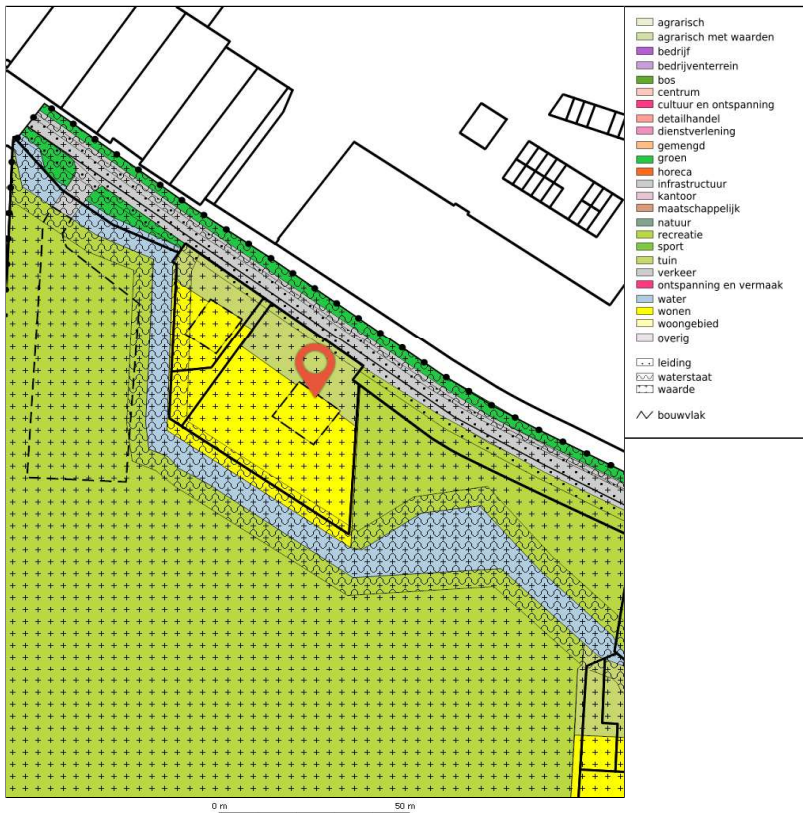 agrarisch
agrarisch met waarden
bedrijf
bedrijventerrein
bos
centrum
cultuur en ontspanning
detailhandel
dienstverlening
gemengd
groen
horeca
infrastructuur
kantoor
maatschappelijk
natuur
recreatie
sport
tuin
verkeer
ontspanning en vermaak
water
wonen
woongebied
overig
leiding
waterstaat
waarde
bouwvlak
0 m 50 m